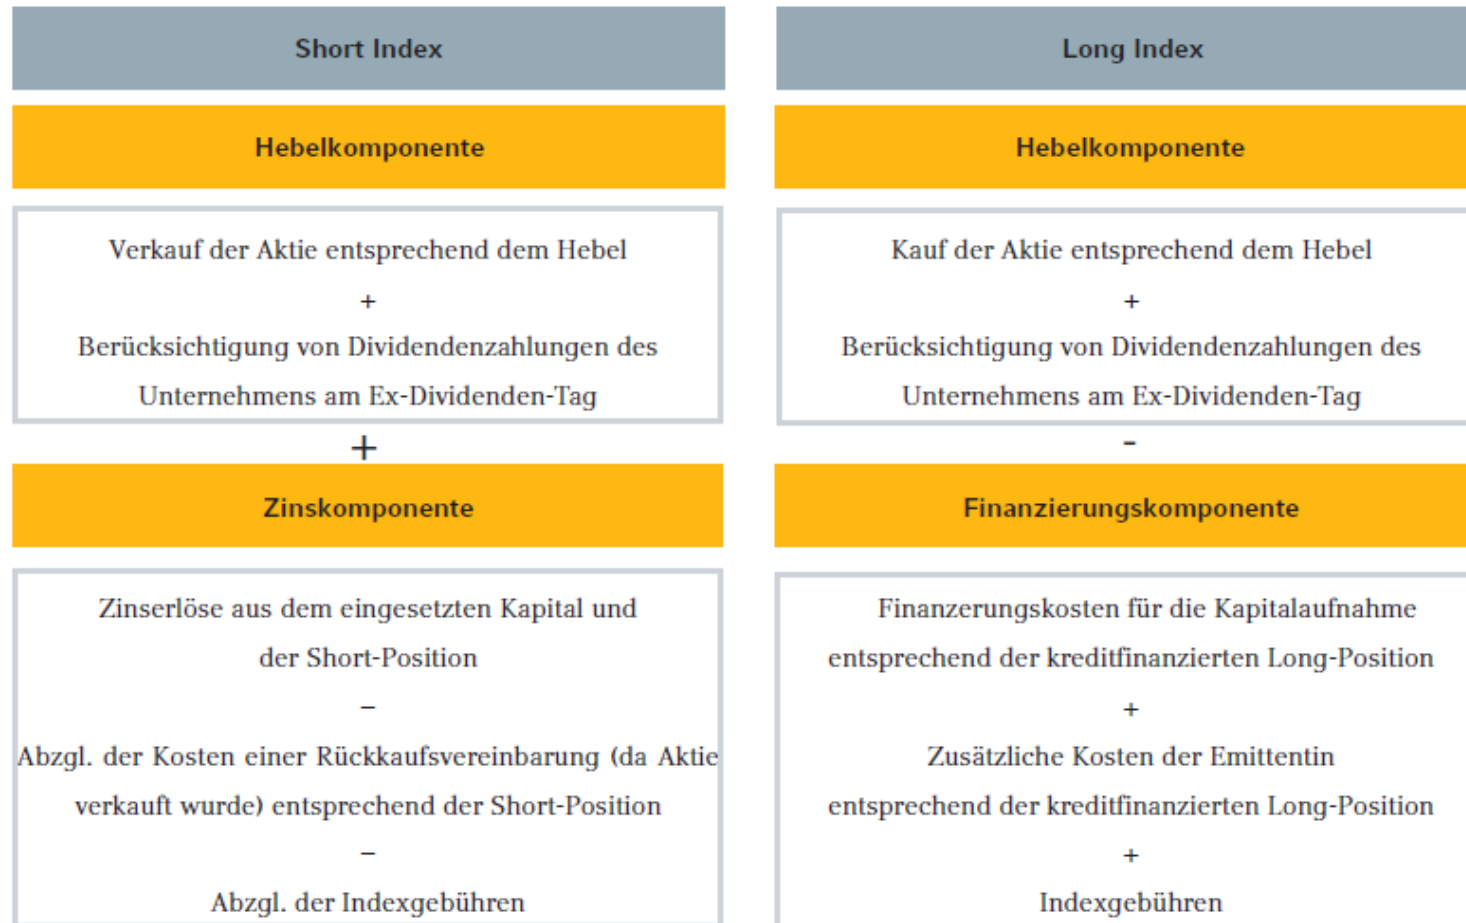 Short Index
Hebelkomponente
Verkauf der Aktie entsprechend dem Hebel
+
Berücksichtigung von Dividendenzahlungen des
Unternehmens am Ex-Dividenden-Tag
+
Zinskomponente
Zinserlöse aus dem eingesetzten Kapital und
der Short-Position
–
Abzgl. der Kosten einer Rückkaufsvereinbarung (da Aktie
verkauft wurde) entsprechend der Short-Position
–
Abzgl. der Indexgebühren
Long Index
Hebelkomponente
Kauf der Aktie entsprechend dem Hebel
+
Berücksichtigung von Dividendenzahlungen des
Unternehmens am Ex-Dividenden-Tag
-
Finanzierungskomponente
Finanzerungskosten für die Kapitalaufnahme
entsprechend der kreditfinanzierten Long-Position
+
Zusätzliche Kosten der Emittentin
entsprechend der kreditfinanzierten Long-Position
+
Indexgebühren